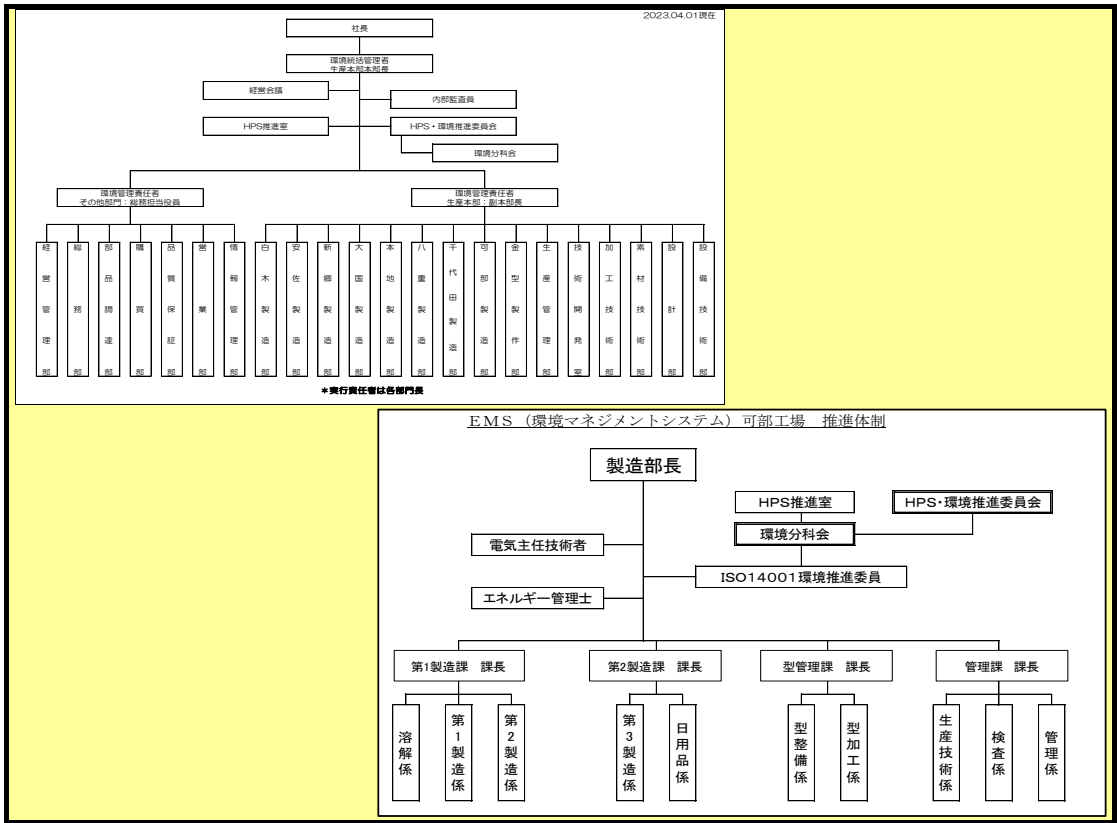 2023.04.01現在
社長
環境統括管理者
生産本部本部長
経営会議
内部監査員
HPS推進室
HPS・環境推進委員会
環境分科会
環境管理責任者
その他部門：総務担当役員
環境管理責任者
生産本部：副本部長
経営管理部
総務部
部品調達部
購買部
品質保証部
営業部
情報管理部
白木製造部
安佐製造部
新郷製造部
大国製造部
本地製造部
八重製造部
千代田製造部
可部製造部
金型製作部
生産管理部
技術開発室
加工技術部
素材技術部
設計部
設備技術部
＊実行責任者は各部門長
EMS（環境マネジメントシステム）可部工場　推進体制
製造部長
HPS推進室
HPS・環境推進委員会
環境分科会
電気主任技術者
ISO14001環境推進委員
エネルギー管理士
第1製造課　課長
第2製造課　課長
型管理課　課長
管理課　課長
溶解係
第1製造係
第2製造係
第3製造係
日用品係
型整備係
型加工係
生産技術係
検査係
管理係